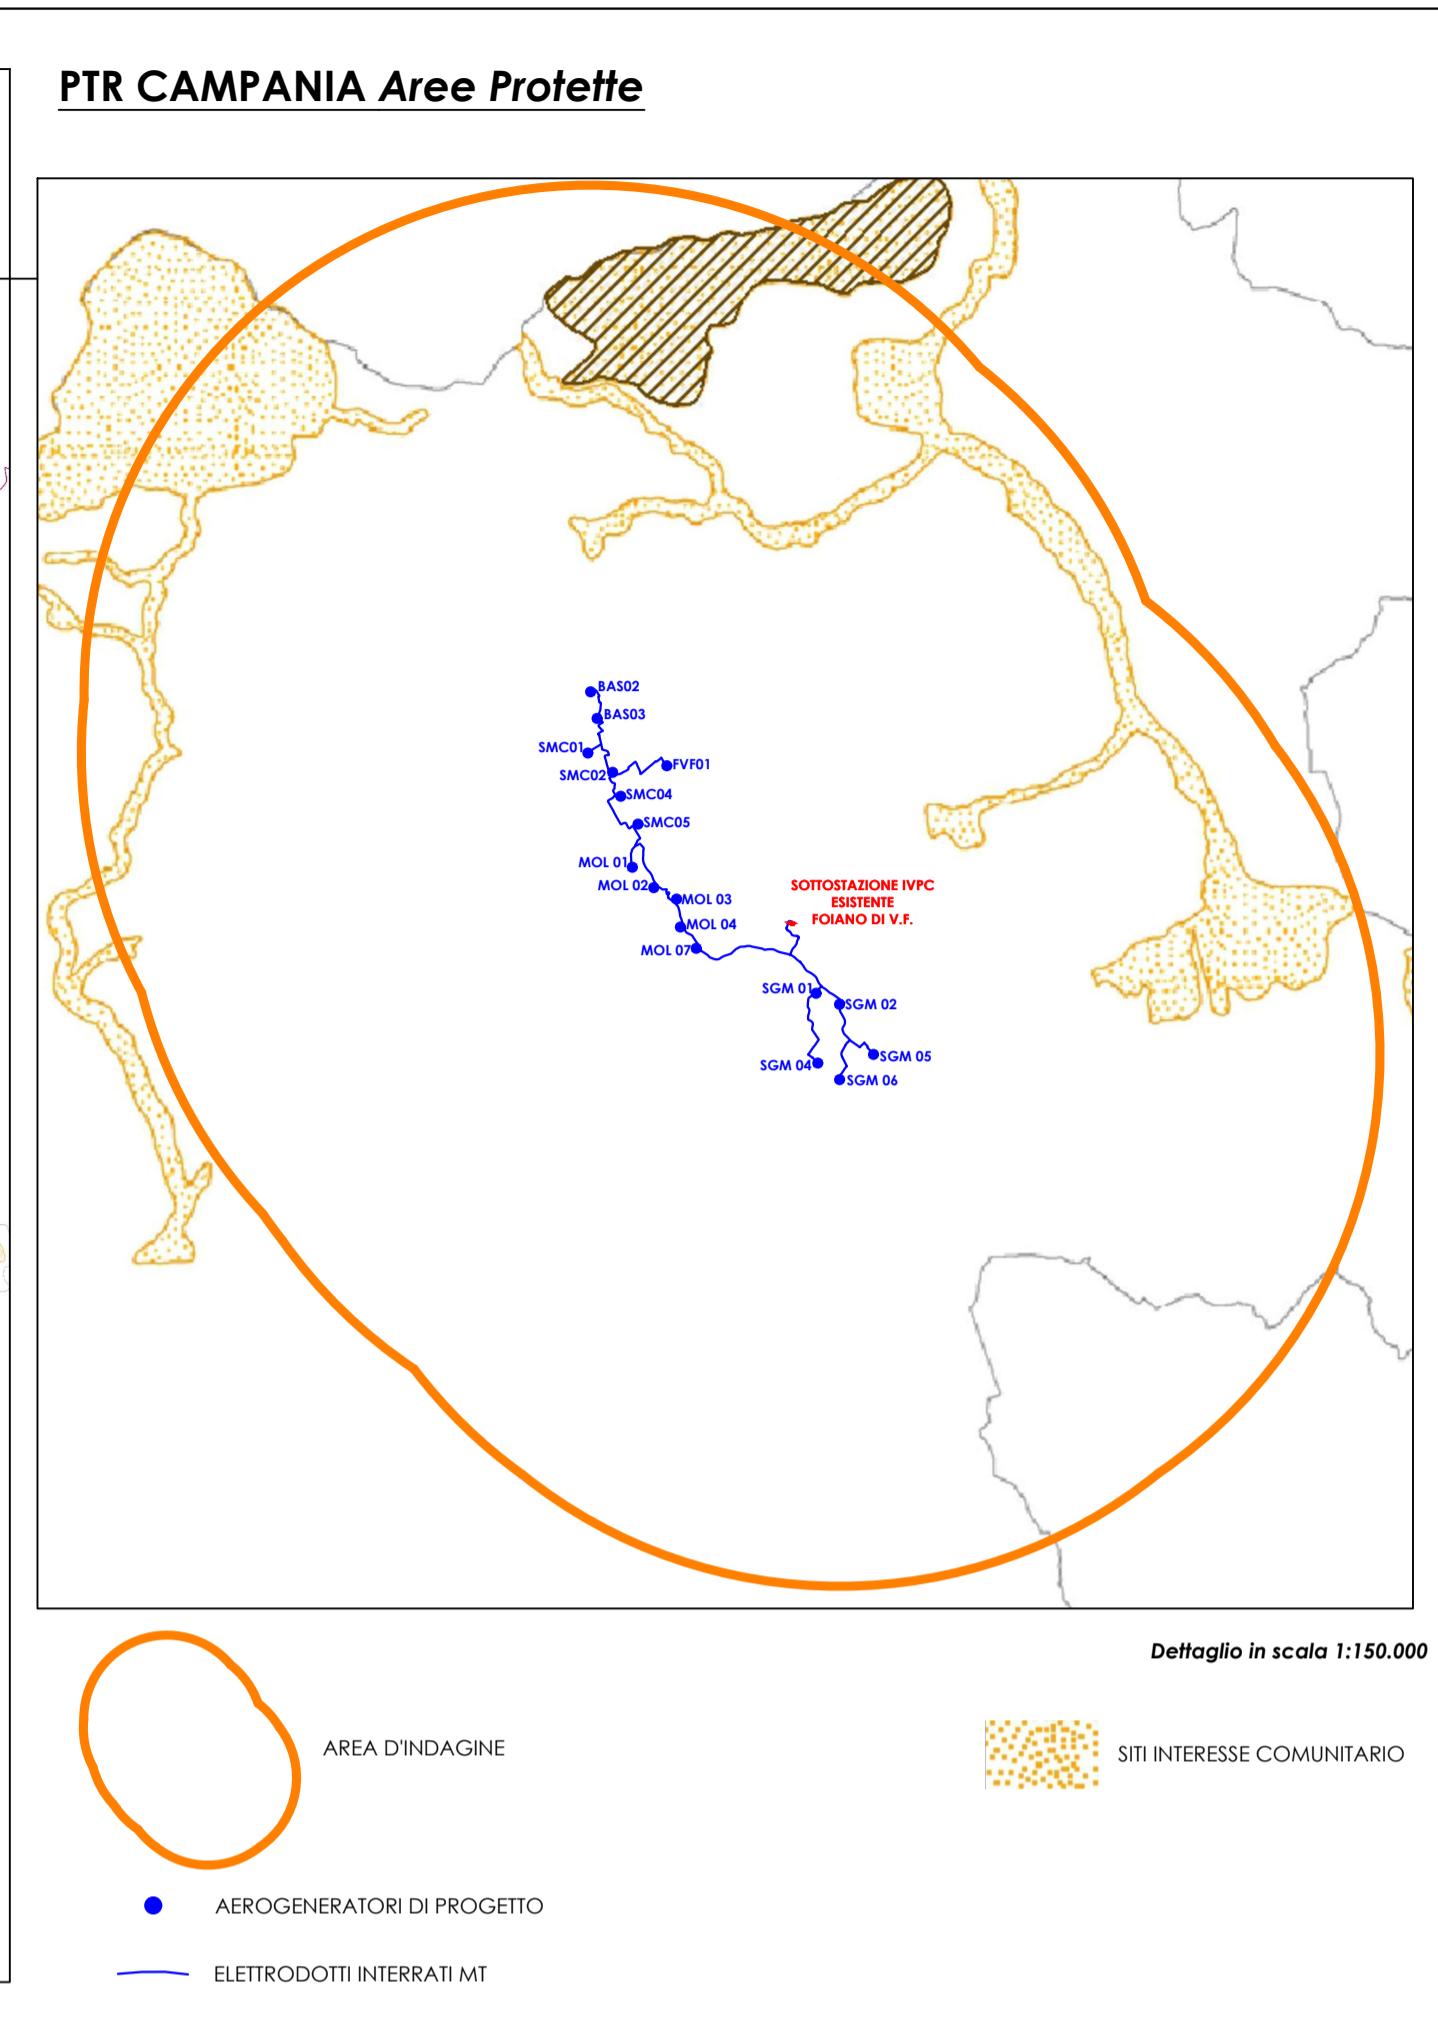 PTR CAMPANIA Aree Protette
BAS02
BAS03
SMC01
FVF01
SMC02
SMC04
SMC05
MOL 01
MOL 02
MOL 03
MOL 04
MOL 07
SOTTOSTAZIONE IVPC
ESISTENTE
FOIANO DI V.F.
SGM 01
SGM 02
SGM 04
SGM 05
SGM 06
Dettaglio in scala 1:150.000
AREA D'INDAGINE
SITI INTERESSE COMUNITARIO
AEROGENERATORI DI PROGETTO
ELETTRODOTTI INTERRATI MT